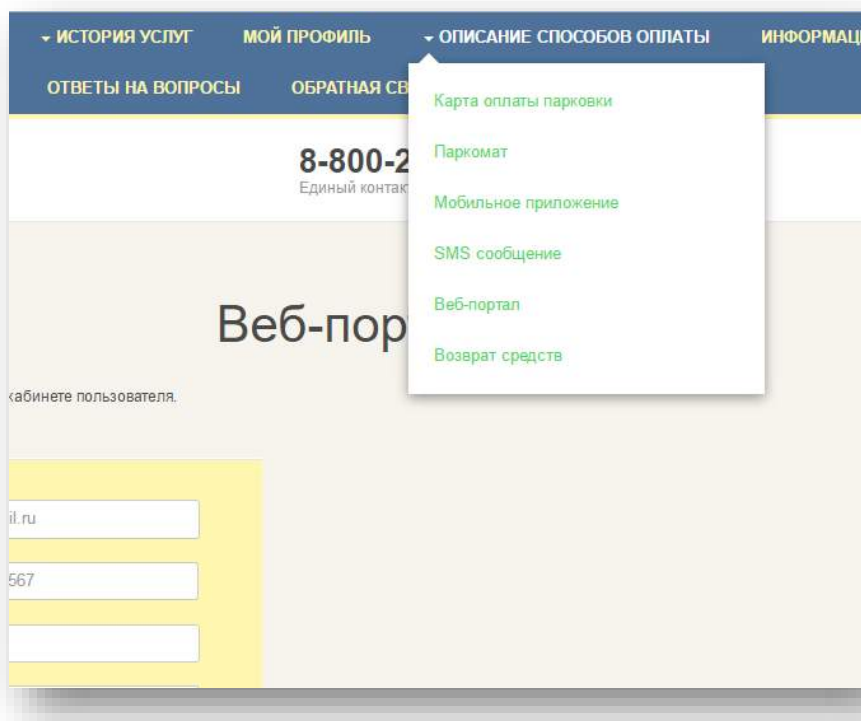 ИСТОРИЯ УСЛУГ МОЙ ПРОФИЛЬ ОПИСАНИЕ СПОСОБОВ ОПЛАТЫ
ОТВЕТЫ НА ВОПРОСЫ ОБРАТНАЯ
Карта оплаты парковки
Паркомат
Мобильное приложение
SMS сообщение
Веб-портал
Возврат средств
8-800-2
Единый
Веб-пор
кабинете пользователя.
il.ru
567